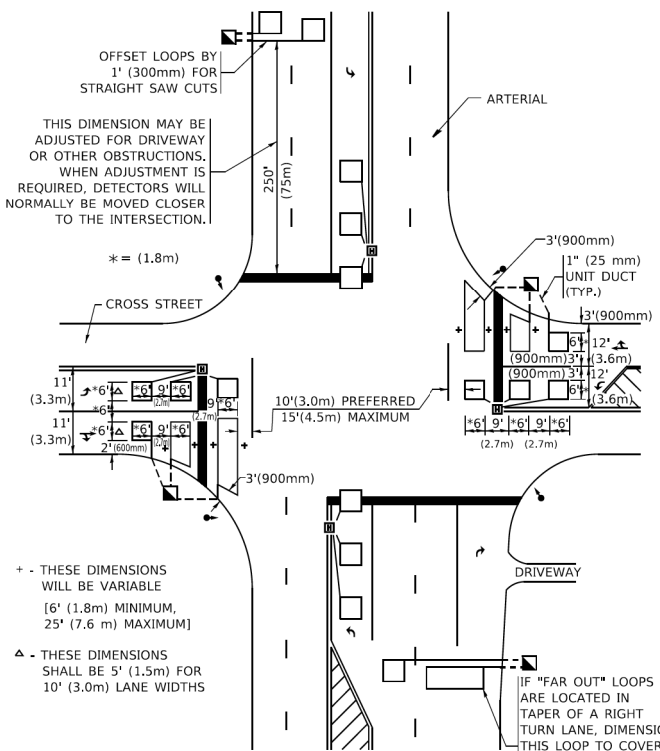 OFFSET LOOPS BY
1' (300mm) FOR
STRAIGHT SAW CUTS
ARTERIAL
THIS DIMENSION MAY BE
ADJUSTED FOR DRIVEWAY
OR OTHER OBSTRUCTIONS.
WHEN ADJUSTMENT IS
REQUIRED, DETECTORS WILL
NORMALLY BE MOVED CLOSER
TO THE INTERSECTION.
250'
(75m)
* = (1.8m)
3'(900mm)
1" (25 mm)
UNIT DUCT
(TYP.)
CROSS STREET
3'(900mm)
6' 12'
(900mm) 3' (3.6m)
(900mm) 3' 12'
6' (3.6m)
11'
(3.3m)
*6' *6' 9' *6'
(2.7m)
*6'
9' *6'
(2.7m)
10'(3.0m) PREFERRED
15'(4.5m) MAXIMUM
11'
(3.3m)
*6' *6' 9' *6'
(2.7m)
2' (600mm)
*6' 9' *6' 9' *6'
(2.7m) (2.7m)
3'(900mm)
+ - THESE DIMENSIONS
WILL BE VARIABLE
[6' (1.8m) MINIMUM,
25' (7.6 m) MAXIMUM]
DRIVEWAY
△ - THESE DIMENSIONS
SHALL BE 5' (1.5m) FOR
10' (3.0m) LANE WIDTHS
IF "FAR OUT" LOOPS
ARE LOCATED IN
TAPER OF A RIGHT
TURN LANE, DIMENSIO
THIS LOOP TO COVER